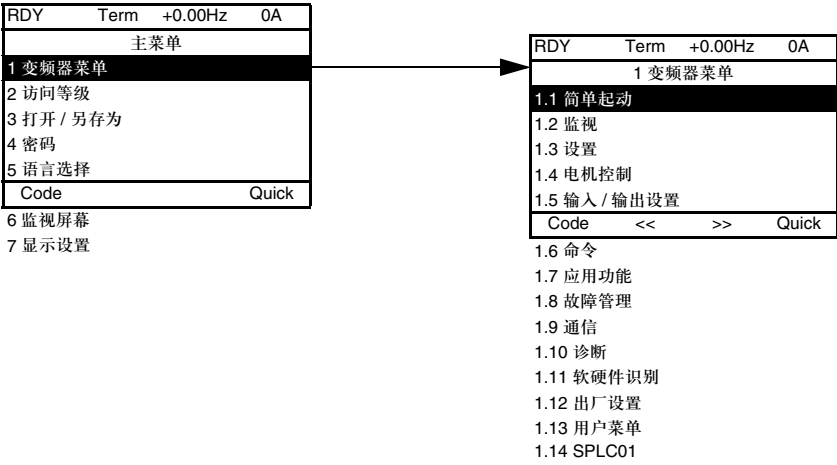 RDY Term +0.00Hz 0A
主菜单
1 变频器菜单
2 访问等级
3 打开 / 另存为
4 密码
5 语言选择
Code Quick
6 监视屏幕
7 显示设置
RDY Term +0.00Hz 0A
1 变频器菜单
1.1 简单起动
1.2 监视
1.3 设置
1.4 电机控制
1.5 输入 / 输出设置
Code << >> Quick
1.6 命令
1.7 应用功能
1.8 故障管理
1.9 通信
1.10 诊断
1.11 软硬件识别
1.12 出厂设置
1.13 用户菜单
1.14 SPLC01